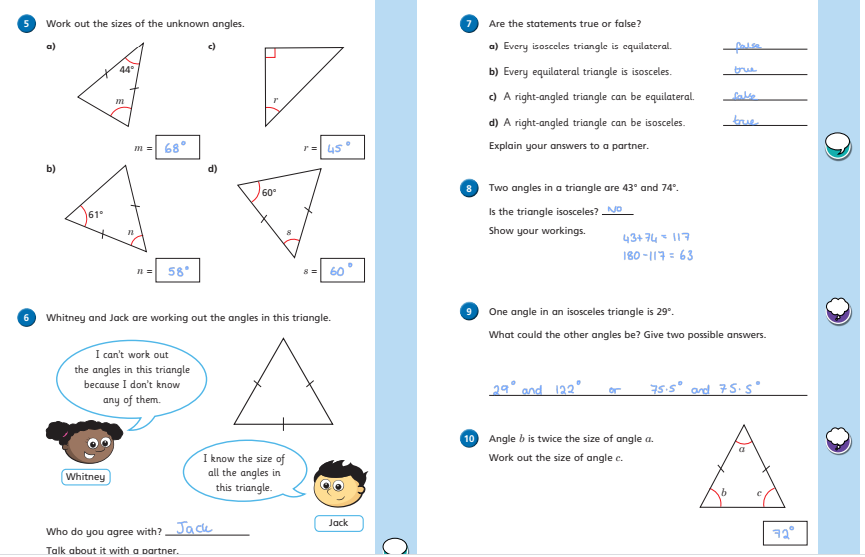 5 Work out the sizes of the unknown angles.
a)
44°
m
m = 68°
c)
r
r = 45°
b)
61°
n
n = 58°
d)
60°
s
s = 60°
6 Whitney and Jack are working out the angles in this triangle.
I can't work out
the angles in this triangle
because I don't know
any of them.
Whitney
I know the size of
all the angles in
this triangle.
Jack
Who do you agree with? Jack
Talk about it with a partner.
7 Are the statements true or false?
a) Every isosceles triangle is equilateral. false
b) Every equilateral triangle is isosceles. true
c) A right-angled triangle can be equilateral. false
d) A right-angled triangle can be isosceles. true
Explain your answers to a partner.
8 Two angles in a triangle are 43° and 74°.
Is the triangle isosceles? No
Show your workings.
43+74 = 117
180-117 = 63
9 One angle in an isosceles triangle is 29°.
What could the other angles be? Give two possible answers.
29° and 122° or 75.5° and 75.5°
10 Angle b is twice the size of angle a.
Work out the size of angle c.
a
b
c
72°